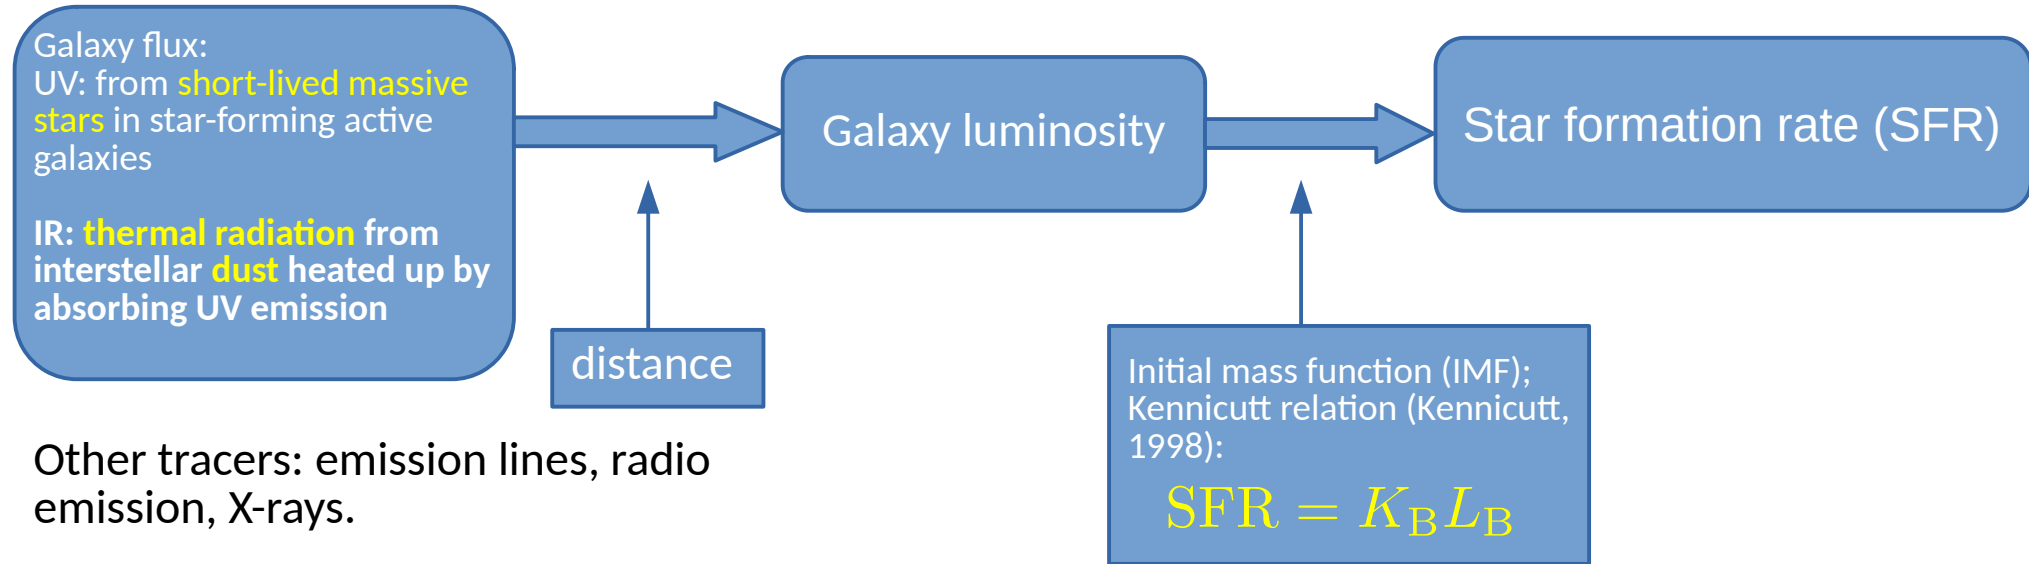 Galaxy flux:
UV: from short-lived massive
stars in star-forming active
galaxies
IR: thermal radiation from
interstellar dust heated up by
absorbing UV emission
Galaxy luminosity
Star formation rate (SFR)
distance
Initial mass function (IMF);
Kennicutt relation (Kennicutt,
1998):
SFR = K_B L_B
Other tracers: emission lines, radio
emission, X-rays.